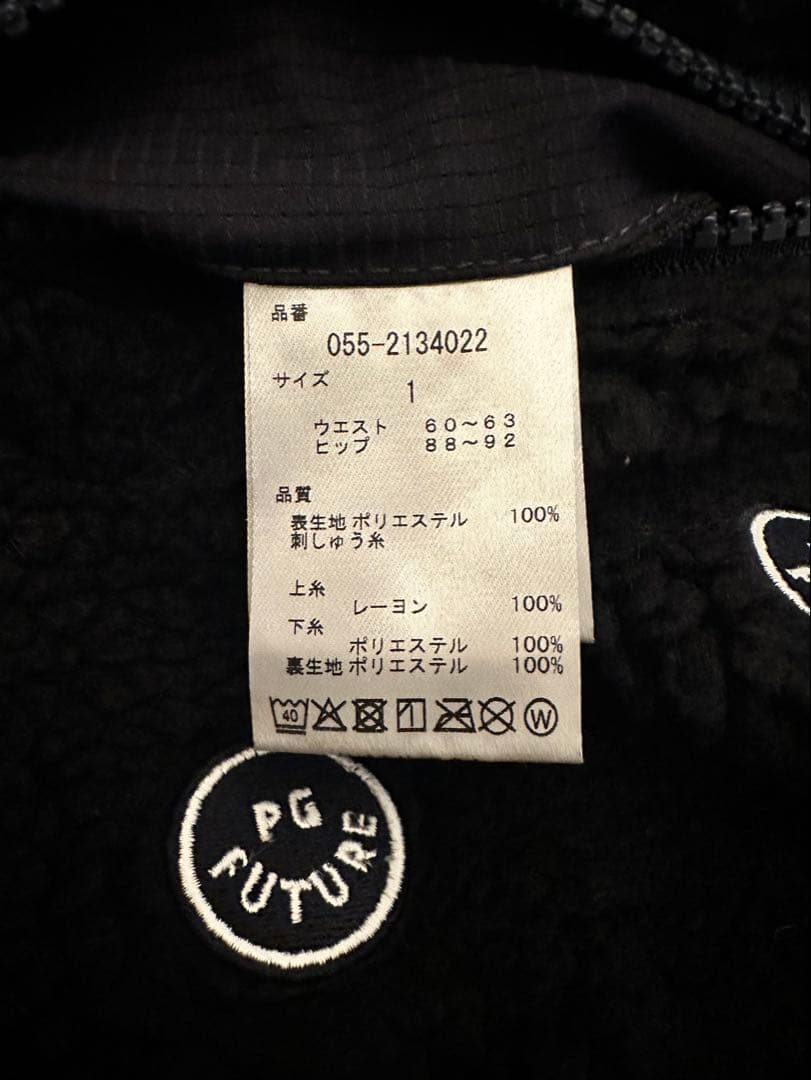 品番
055-2134022
サイズ 1
ウエスト 60～63
ヒップ 88～92
品質
表生地 ポリエステル 100%
刺しゅう糸
上糸
レーヨン 100%
下糸
ポリエステル 100%
裏生地 ポリエステル 100%
40 W
PG
FUTURE